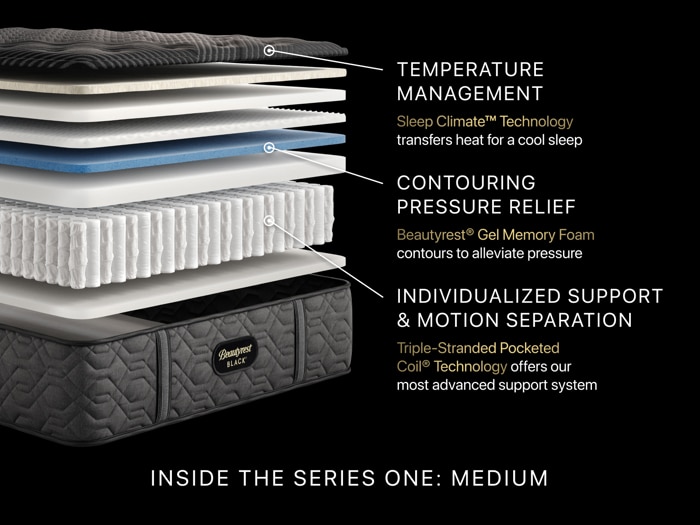 TEMPERATURE
MANAGEMENT
Sleep Climate™ Technology
transfers heat for a cool sleep
CONTOURING
PRESSURE RELIEF
Beautyrest® Gel Memory Foam
contours to alleviate pressure
INDIVIDUALIZED SUPPORT
& MOTION SEPARATION
Triple-Stranded Pocketed
Coil® Technology offers our
most advanced support system
Beautyrest
BLACK®
INSIDE THE SERIES ONE: MEDIUM